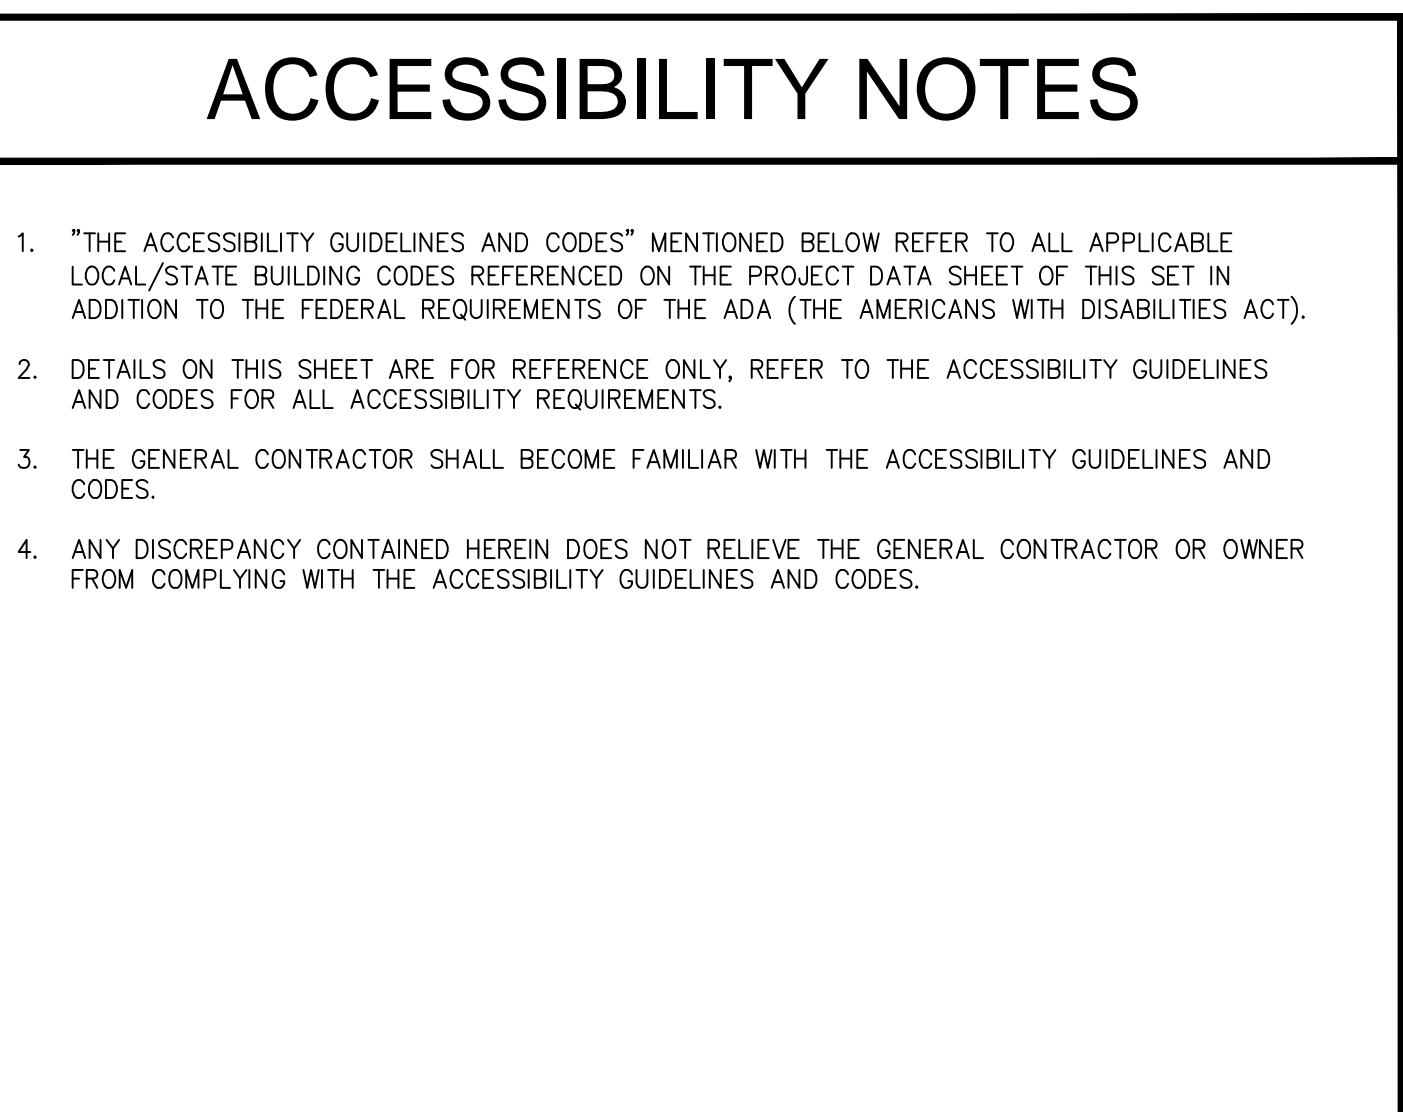 ACCESSIBILITY NOTES
1. "THE ACCESSIBILITY GUIDELINES AND CODES" MENTIONED BELOW REFER TO ALL APPLICABLE
LOCAL/STATE BUILDING CODES REFERENCED ON THE PROJECT DATA SHEET OF THIS SET IN
ADDITION TO THE FEDERAL REQUIREMENTS OF THE ADA (THE AMERICANS WITH DISABILITIES ACT).
2. DETAILS ON THIS SHEET ARE FOR REFERENCE ONLY, REFER TO THE ACCESSIBILITY GUIDELINES
AND CODES FOR ALL ACCESSIBILITY REQUIREMENTS.
3. THE GENERAL CONTRACTOR SHALL BECOME FAMILIAR WITH THE ACCESSIBILITY GUIDELINES AND
CODES.
4. ANY DISCREPANCY CONTAINED HEREIN DOES NOT RELIEVE THE GENERAL CONTRACTOR OR OWNER
FROM COMPLYING WITH THE ACCESSIBILITY GUIDELINES AND CODES.